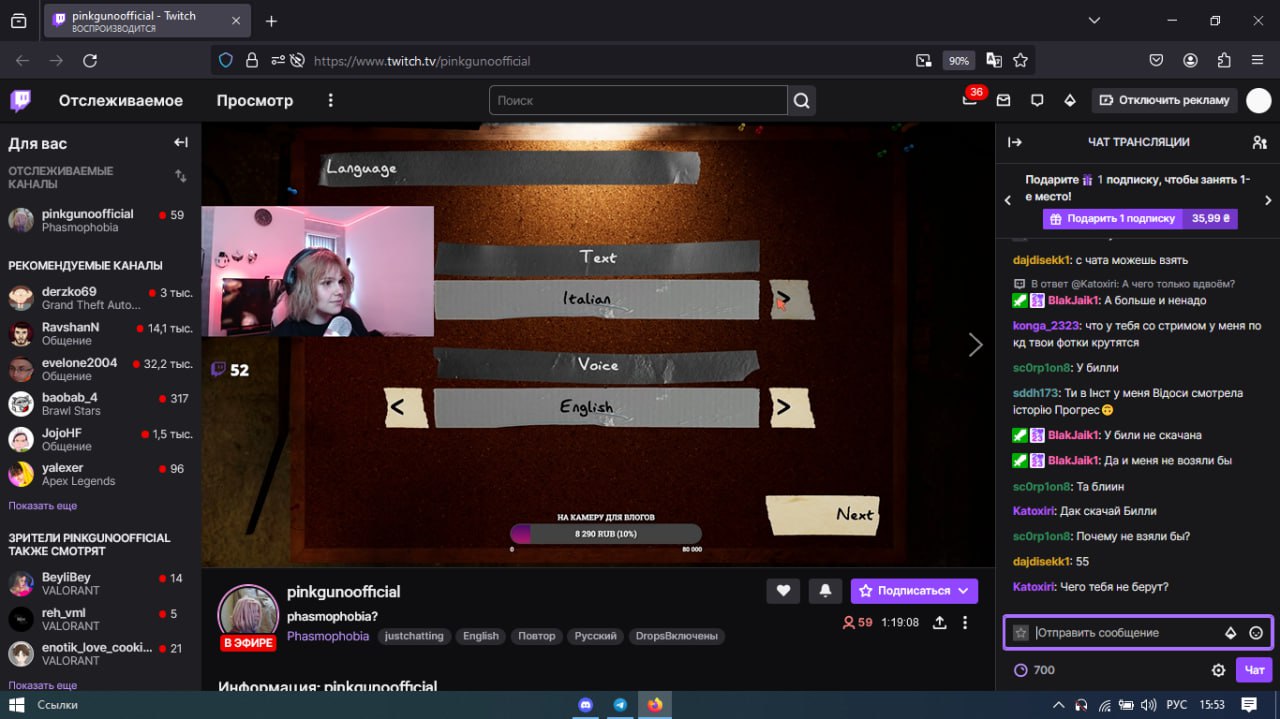 pinkgunoofficial - Twitch
ВОСПРОИЗВОДИТСЯ
https://www.twitch.tv/pinkgunoofficial
90%
Отслеживаемое
Просмотр
Поиск
36
Отключить рекламу
Для вас
ОТСЛЕЖИВАЕМЫЕ
КАНАЛЫ
pinkgunoofficial
59
Phasmophobia
РЕКОМЕНДУЕМЫЕ КАНАЛЫ
derzko69
3 тыс.
Grand Theft Auto...
RavshanN
14,1 тыс.
Общение
evelone2004
32,2 тыс.
Общение
baobab_4
317
Brawl Stars
JojoHF
1,5 тыс.
Общение
yalexer
96
Apex Legends
Показать еще
ЗРИТЕЛИ PINKGUNOOFFICIAL
ТАКЖЕ СМОТРЯТ
BeyliBey
14
VALORANT
reh_vml
5
VALORANT
enotik_love_cooki...
21
VALORANT
Показать еще
Language
Text
Italian
>
Voice
<
English
>
52
Next
НА КАМЕРУ ДЛЯ ВЛОГОВ
8 290 RUB (10%)
0
80 000
pinkgunoofficial
Подписаться
phasmophobia?
В ЭФИРЕ
Phasmophobia
justchatting
English
Повтор
Русский
DropsВключены
59
1:19:08
Информация: pinkgunoofficial
ЧАТ ТРАНСЛЯЦИИ
Подарите 1 подписку, чтобы занять 1-
е место!
Подарить 1 подписку
35,99 ₴
dajdisekk1: с чата можешь взять
В ответ @Katoxiri: А чего только вдвоём?
BlakJaik1: А больше и ненадо
konga_2323: что у тебя со стримом у меня по
кд твои фотки крутятся
sc0rp1on8: У билли
sddh173: Ти в Інст у меня Відоси смотрела
історію Прогрес
BlakJaik1: У били не скачана
BlakJaik1: Да и меня не возяли бы
sc0rp1on8: Та блиин
Katoxiri: Дак скачай Билли
sc0rp1on8: Почему не взяли бы?
dajdisekk1: 55
Katoxiri: Чего тебя не берут?
Отправить сообщение
700
Чат
Ссылки
РУС
15:53